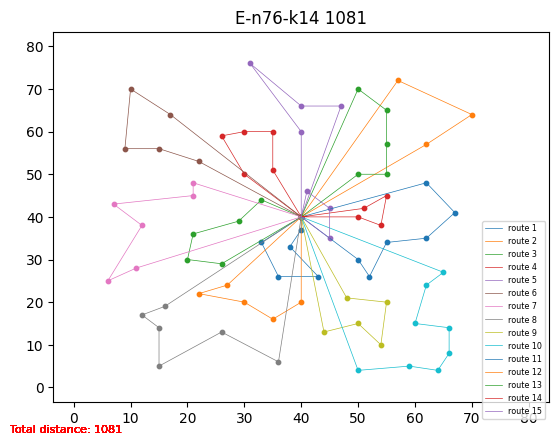 E-n76-k14 1081
80
70
60
50
40
30
20
10
0
route 1
route 2
route 3
route 4
route 5
route 6
route 7
route 8
route 9
route 10
route 11
route 12
route 13
route 14
route 15
0 10 20 30 40 50 60 70 80
Total distance: 1081